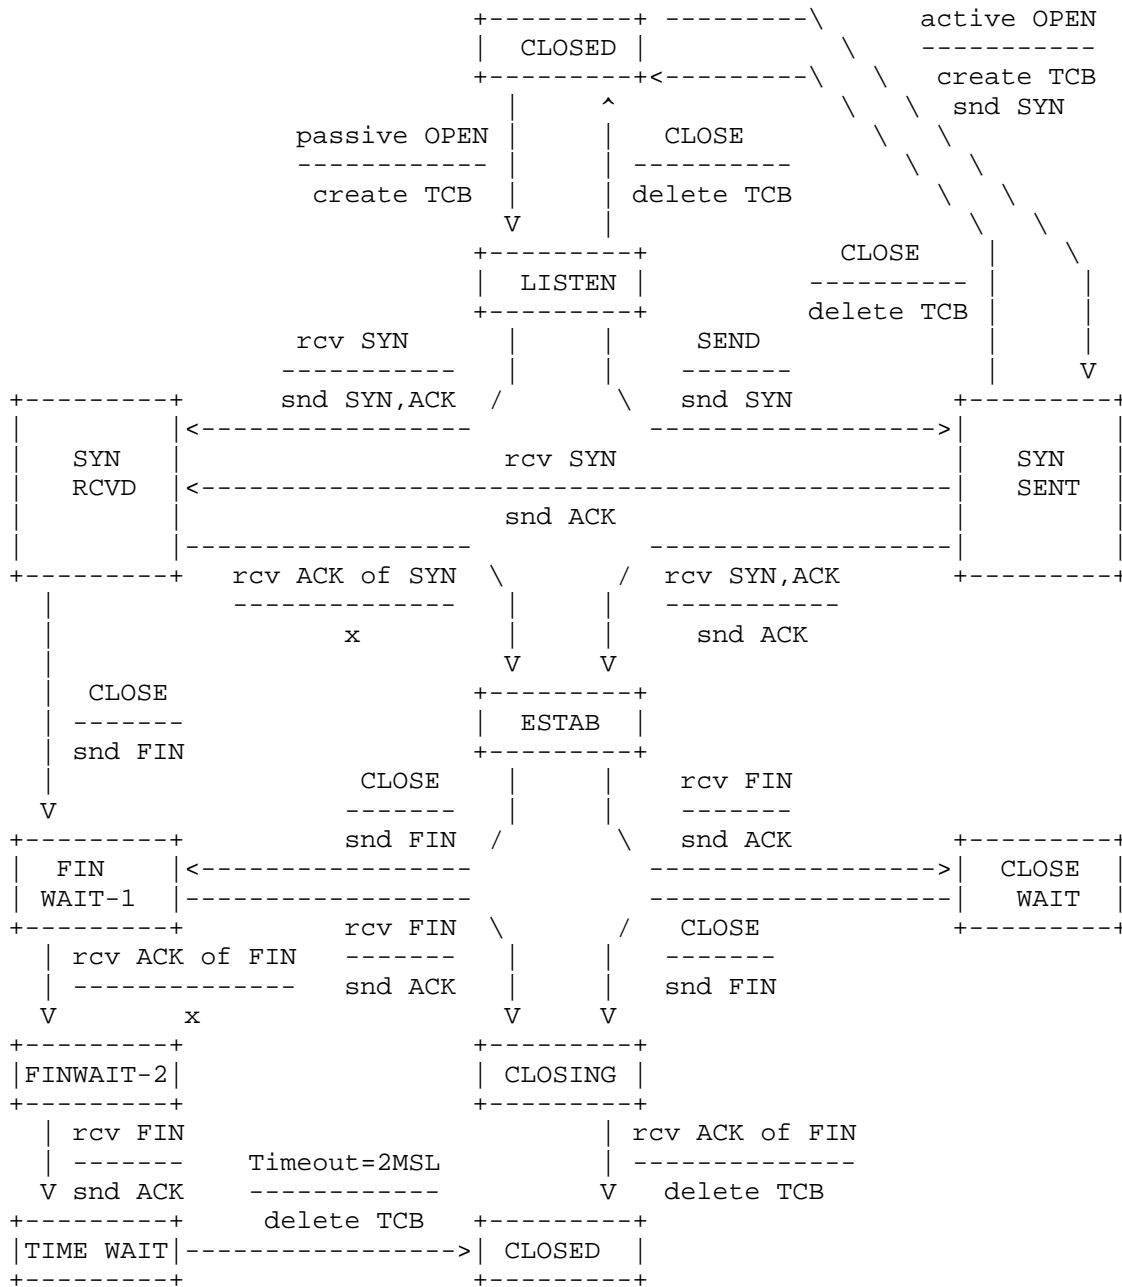 +---------+ ---------\      active OPEN
|  CLOSED |            \    -----------
+---------+<---------\   \   create TCB
|     ^              \   \  snd SYN
passive OPEN |     |   CLOSE        \   \
------------ |     | ----------       \   \
create TCB  |     | delete TCB         \   \
V     |                      \   \
+---------+            CLOSE    |    \
|  LISTEN |          ---------- |     |
+---------+          delete TCB |     |
rcv SYN      |     |     SEND              |     |
-----------   |     |    -------            |     V
+---------+      snd SYN,ACK  /       \   snd SYN          +---------+
|         |<-----------------           ------------------>|         |
|   SYN   |                    rcv SYN                     |   SYN   |
|   RCVD  |<-----------------------------------------------|   SENT  |
|         |                    snd ACK                     |         |
|         |------------------           -------------------|         |
+---------+   rcv ACK of SYN  \       /  rcv SYN,ACK       +---------+
|           --------------   |     |   -----------
|                  x         |     |     snd ACK
|                            V     V
|  CLOSE                   +---------+
| -------                  |  ESTAB  |
| snd FIN                  +---------+
|                   CLOSE    |     |    rcv FIN
V                  -------   |     |    -------
+---------+          snd FIN  /       \   snd ACK          +---------+
|  FIN    |<-----------------           ------------------>|  CLOSE  |
| WAIT-1  |------------------           -------------------|   WAIT  |
+---------+          rcv FIN  \       /   CLOSE            +---------+
| rcv ACK of FIN   -------   |     |   -------
| --------------   snd ACK   |     |   snd FIN
V        x                   V     V
+---------+                  +---------+
|FINWAIT-2|                  | CLOSING |
+---------+                  +---------+
| rcv FIN                          | rcv ACK of FIN
| -------    Timeout=2MSL          | --------------
V snd ACK    ------------          V   delete TCB
+---------+     delete TCB   +---------+
|TIME WAIT|----------------->| CLOSED  |
+---------+                  +---------+